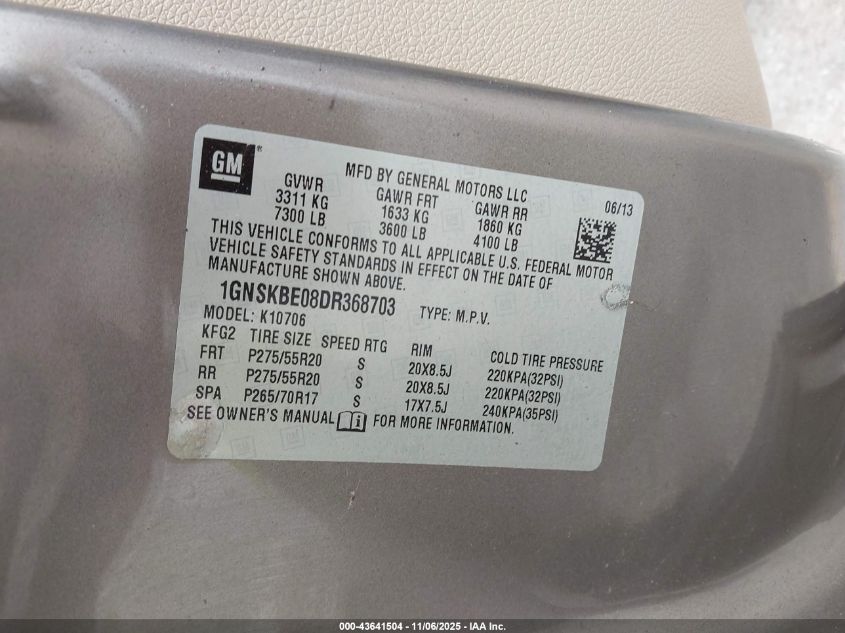 GM®
MFD BY GENERAL MOTORS LLC
06/13
GVWR GAWR FRT GAWR RR
3311 KG 1633 KG 1860 KG
7300 LB 3600 LB 4100 LB
THIS VEHICLE CONFORMS TO ALL APPLICABLE U.S. FEDERAL MOTOR
VEHICLE SAFETY STANDARDS IN EFFECT ON THE DATE OF
MANUFACTURE SHOWN ABOVE.
1GNSKBE08DR368703 TYPE: M.P.V.
MODEL: K10706
KFG2 TIRE SIZE SPEED RTG RIM COLD TIRE PRESSURE
FRT P275/55R20 S 20X8.5J 220KPA(32PSI)
RR P275/55R20 S 20X8.5J 220KPA(32PSI)
SPA P265/70R17 S 17X7.5J 240KPA(35PSI)
SEE OWNER'S MANUAL i FOR MORE INFORMATION.
000-43641504 - 11/06/2025 - IAA Inc.